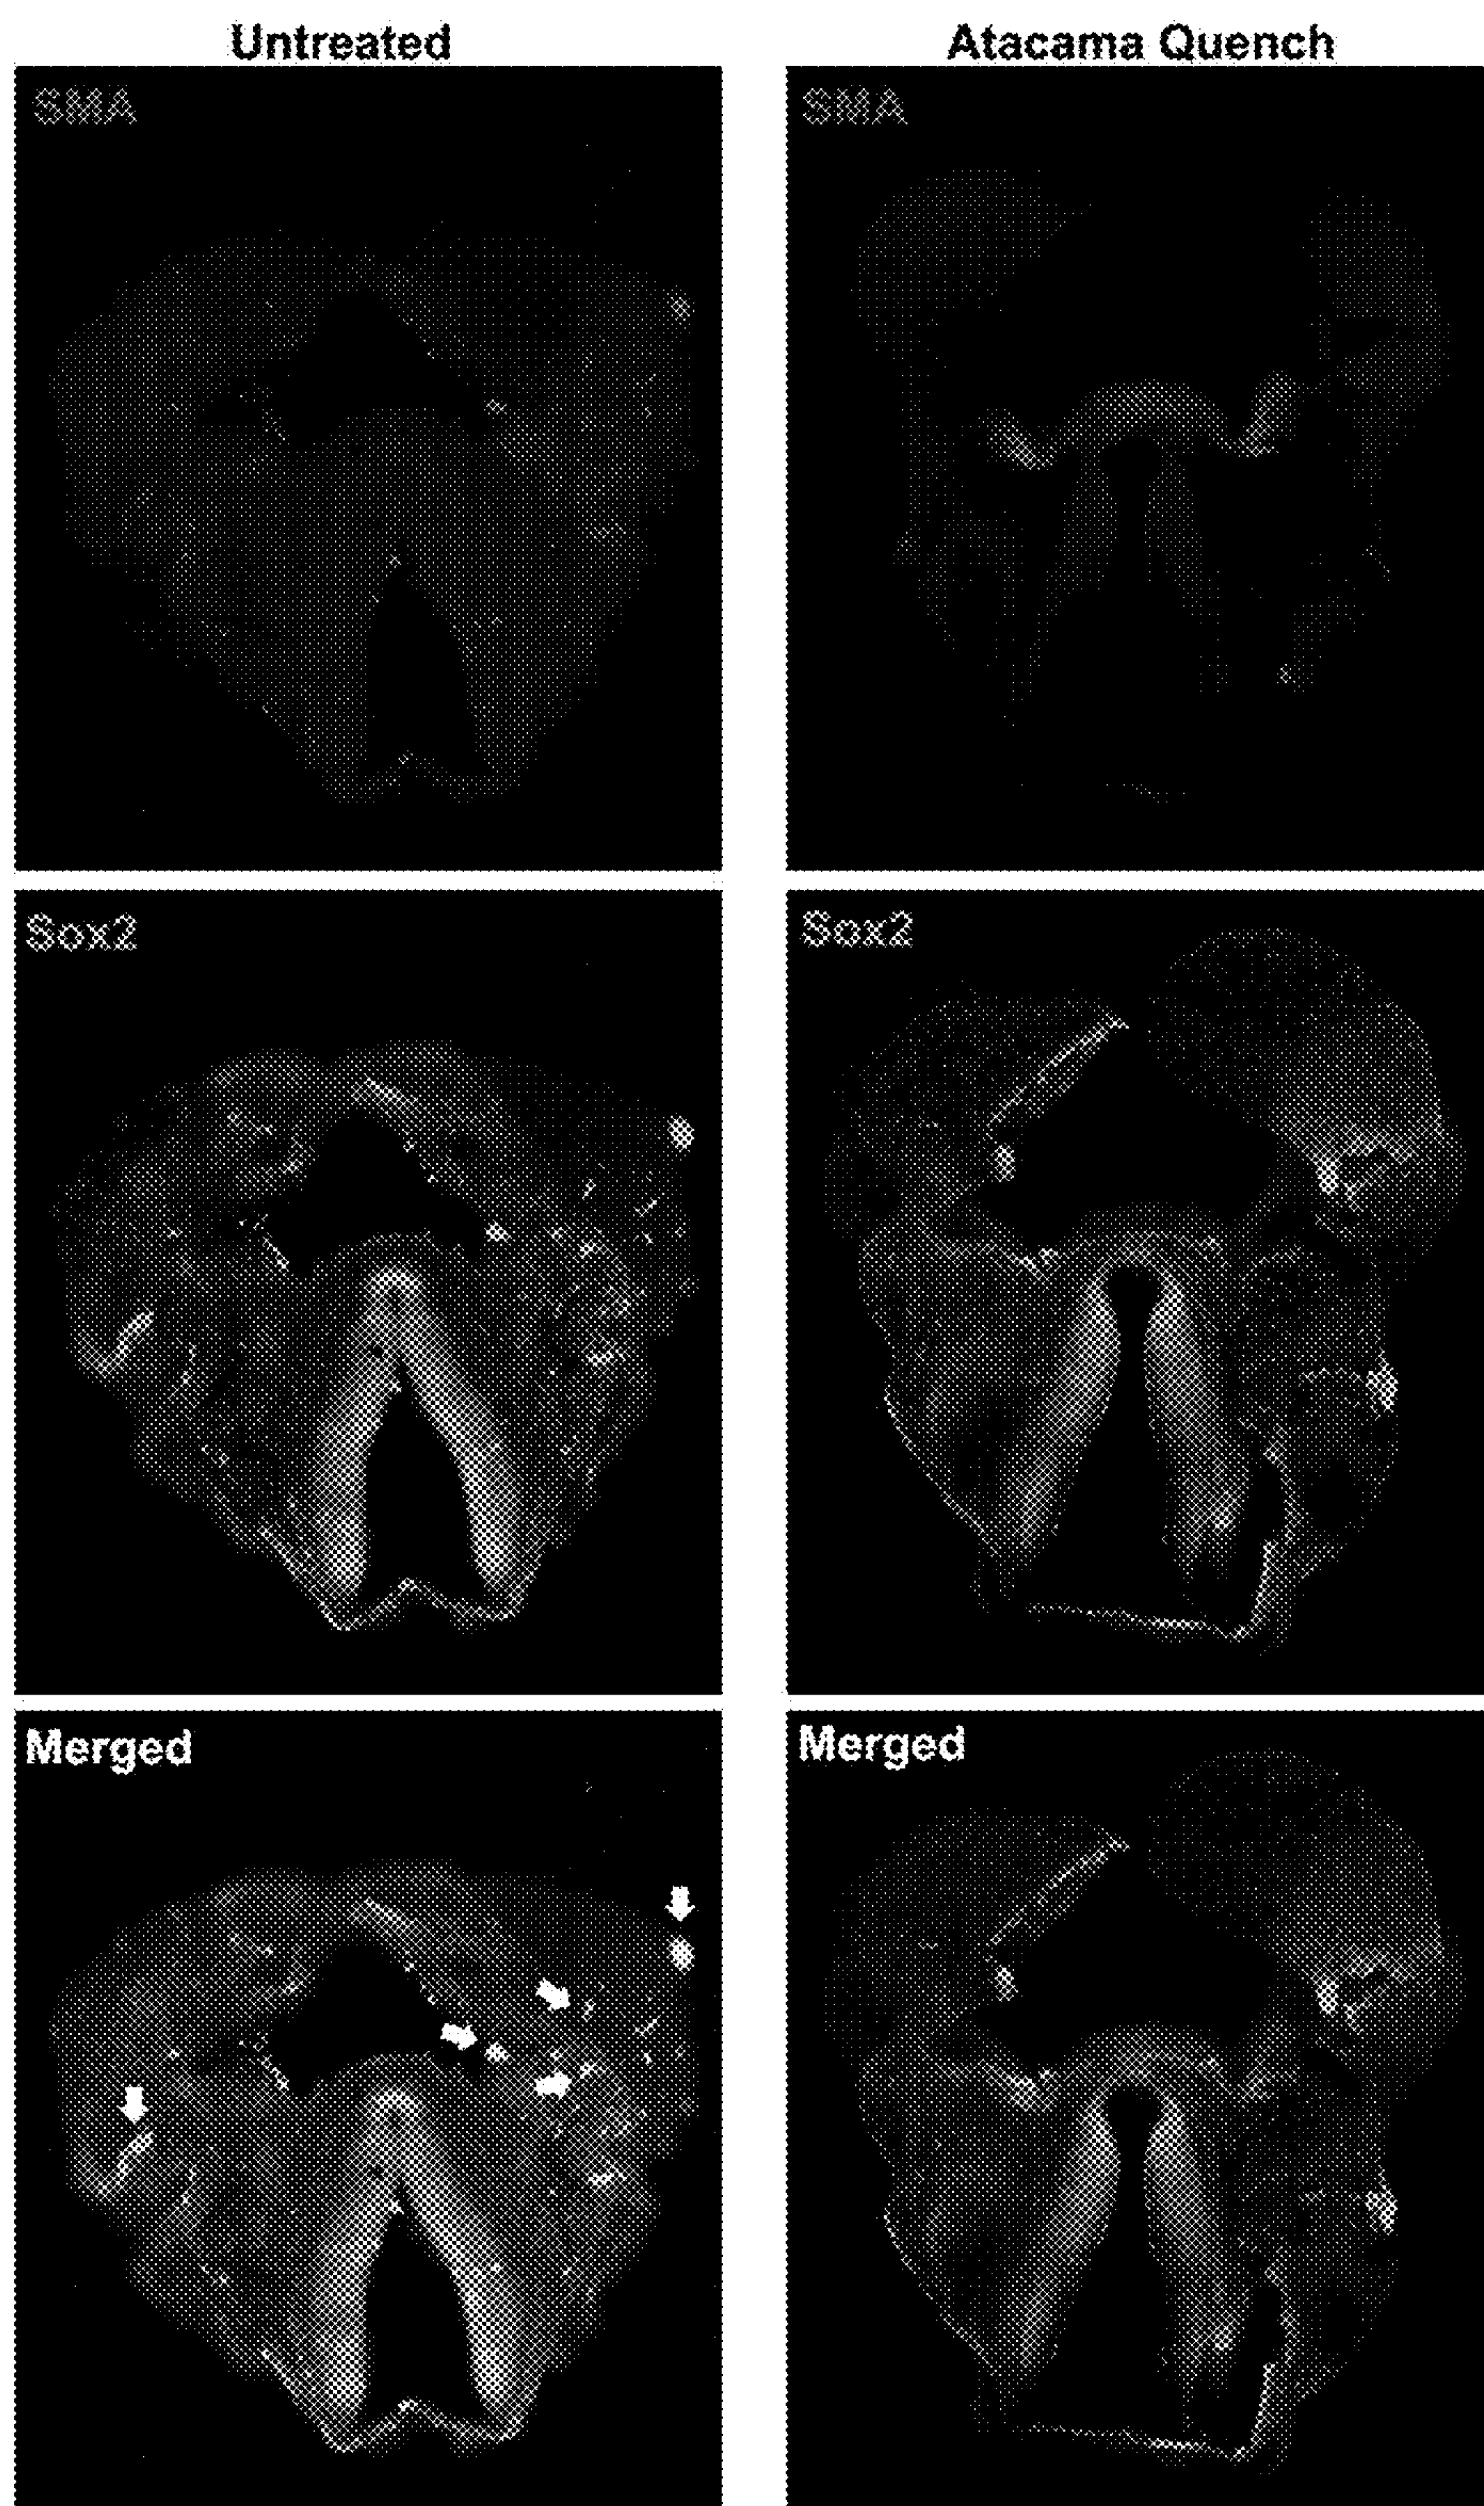 Untreated
Atacama Quench
SMA
SMA
Sox2
Sox2
Merged
Merged